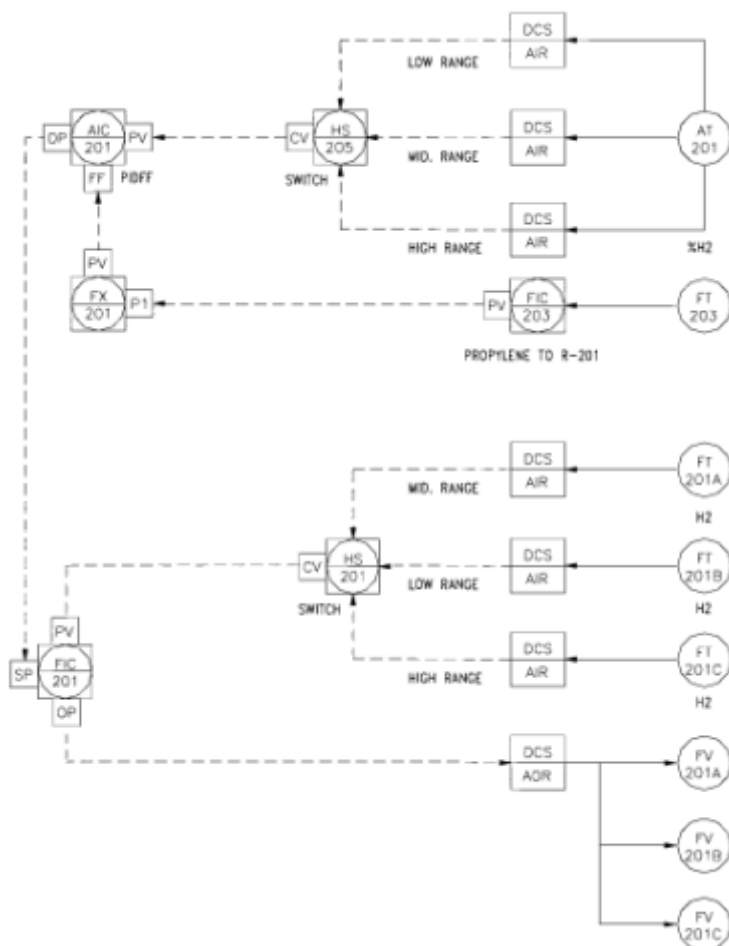 DCS
AIR
LOW RANGE
OP
AIC
201
PV
CV
HS
205
MID. RANGE
DCS
AIR
AT
201
FF
PIDFF
SWITCH
DCS
AIR
HIGH RANGE
%H2
PV
FX
201
P1
PV
FIC
203
FT
203
PROPYLENE TO R-201
DCS
AIR
FT
201A
MID. RANGE
H2
CV
HS
201
LOW RANGE
DCS
AIR
FT
201B
SWITCH
H2
PV
DCS
AIR
FT
201C
SP
FIC
201
HIGH RANGE
H2
OP
DCS
AOR
FV
201A
FV
201B
FV
201C